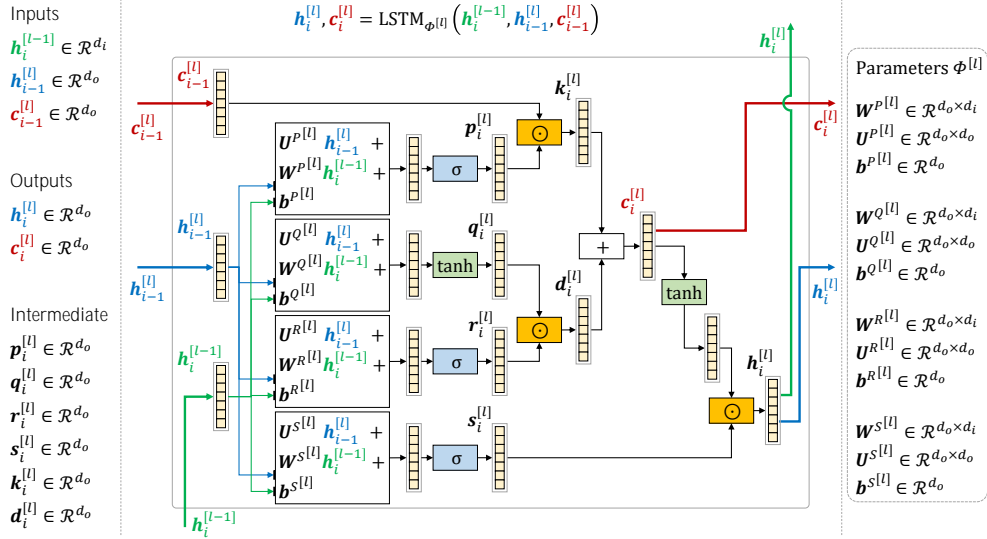 Inputs
h_i^{[l-1]} ∈ ℛ^{d_i}
h_{i-1}^{[l]} ∈ ℛ^{d_o}
c_{i-1}^{[l]} ∈ ℛ^{d_o}
Outputs
h_i^{[l]} ∈ ℛ^{d_o}
c_i^{[l]} ∈ ℛ^{d_o}
Intermediate
p_i^{[l]} ∈ ℛ^{d_o}
q_i^{[l]} ∈ ℛ^{d_o}
r_i^{[l]} ∈ ℛ^{d_o}
s_i^{[l]} ∈ ℛ^{d_o}
k_i^{[l]} ∈ ℛ^{d_o}
d_i^{[l]} ∈ ℛ^{d_o}
h_i^{[l]}, c_i^{[l]} = LSTM_{Φ^{[l]}}(h_i^{[l-1]}, h_{i-1}^{[l]}, c_{i-1}^{[l]})
c_{i-1}^{[l]}
c_{i-1}^{[l]}
h_{i-1}^{[l]}
h_{i-1}^{[l]}
h_i^{[l-1]}
h_i^{[l-1]}
U^{P[l]} h_{i-1}^{[l]} +
W^{P[l]} h_i^{[l-1]} +
b^{P[l]}
σ
p_i^{[l]}
⊙
k_i^{[l]}
U^{Q[l]} h_{i-1}^{[l]} +
W^{Q[l]} h_i^{[l-1]} +
b^{Q[l]}
tanh
q_i^{[l]}
U^{R[l]} h_{i-1}^{[l]} +
W^{R[l]} h_i^{[l-1]} +
b^{R[l]}
σ
r_i^{[l]}
⊙
d_i^{[l]}
U^{S[l]} h_{i-1}^{[l]} +
W^{S[l]} h_i^{[l-1]} +
b^{S[l]}
σ
s_i^{[l]}
+
c_i^{[l]}
tanh
⊙
h_i^{[l]}
h_i^{[l]}
c_i^{[l]}
h_i^{[l]}
Parameters Φ^{[l]}
W^{P[l]} ∈ ℛ^{d_o×d_i}
U^{P[l]} ∈ ℛ^{d_o×d_o}
b^{P[l]} ∈ ℛ^{d_o}
W^{Q[l]} ∈ ℛ^{d_o×d_i}
U^{Q[l]} ∈ ℛ^{d_o×d_o}
b^{Q[l]} ∈ ℛ^{d_o}
W^{R[l]} ∈ ℛ^{d_o×d_i}
U^{R[l]} ∈ ℛ^{d_o×d_o}
b^{R[l]} ∈ ℛ^{d_o}
W^{S[l]} ∈ ℛ^{d_o×d_i}
U^{S[l]} ∈ ℛ^{d_o×d_o}
b^{S[l]} ∈ ℛ^{d_o}